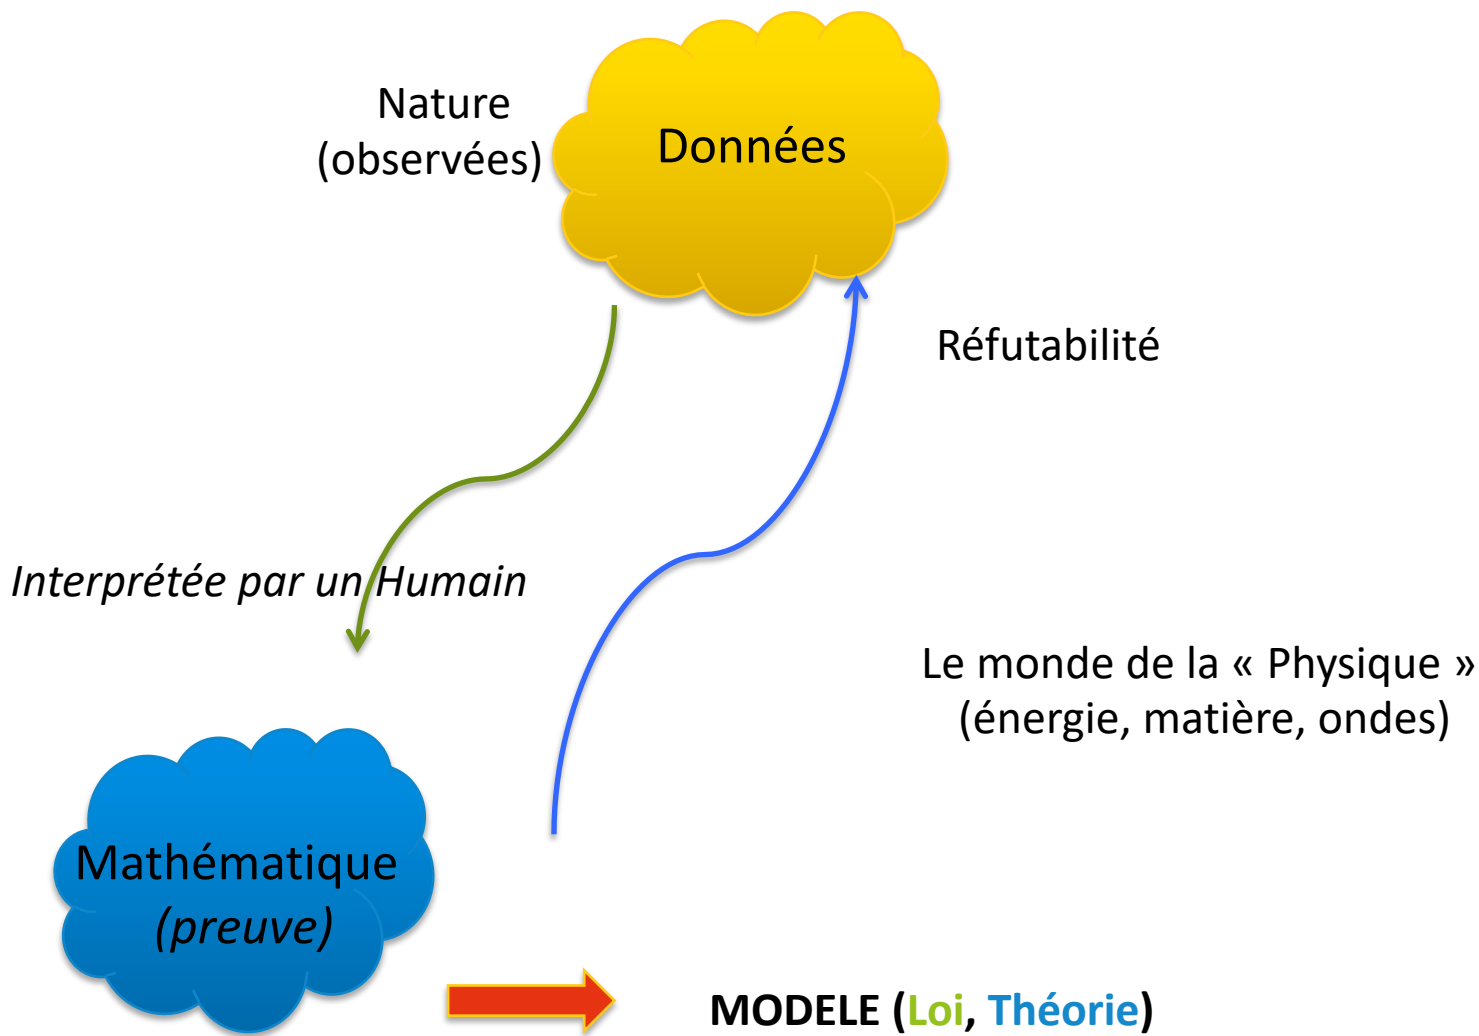 Nature
(observées)
Données
Réfutabilité
Interprétée par un Humain
Le monde de la « Physique »
(énergie, matière, ondes)
Mathématique
(preuve)
MODELE (Loi, Théorie)